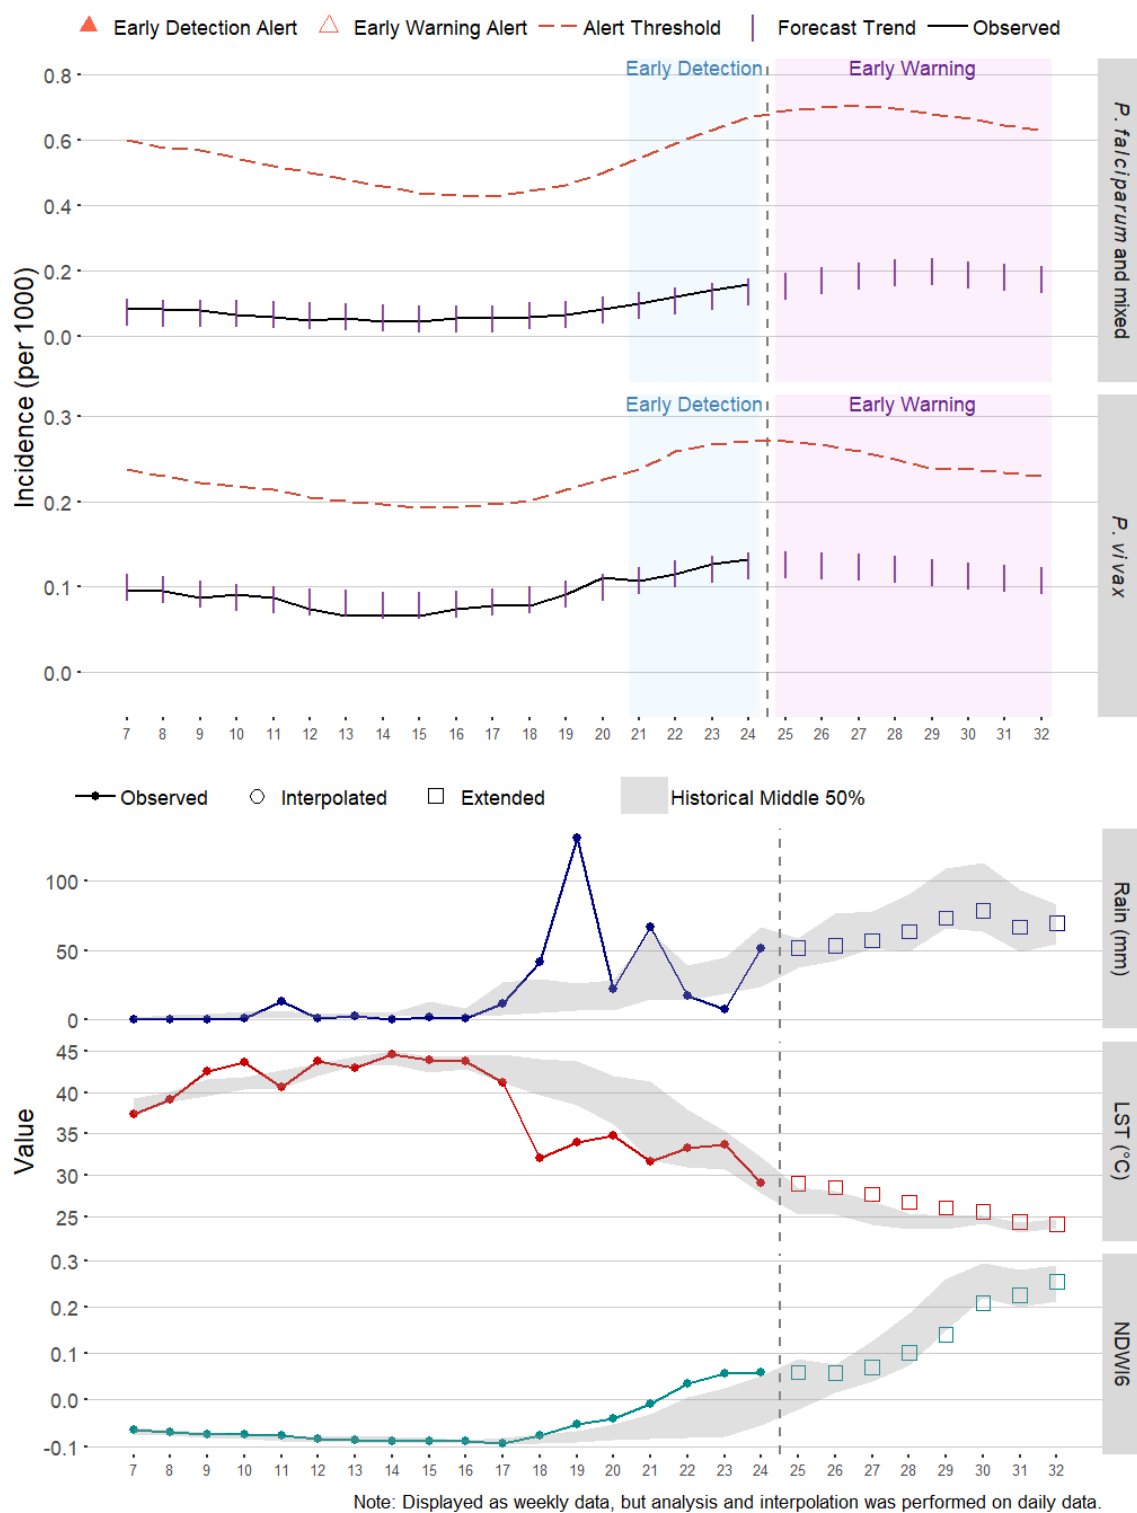 Early Detection Alert Early Warning Alert Alert Threshold Forecast Trend Observed
Early Detection Early Warning
0.8
0.6
0.4
0.2
0.0
P. falciparum and mixed
Incidence (per 1000)
Early Detection Early Warning
0.3
0.2
0.1
0.0
P. vivax
7 8 9 10 11 12 13 14 15 16 17 18 19 20 21 22 23 24 25 26 27 28 29 30 31 32
Observed Interpolated Extended Historical Middle 50%
100
50
0
Rain (mm)
45
40
35
30
25
LST (°C)
Value
0.3
0.2
0.1
0.0
-0.1
NDWI6
7 8 9 10 11 12 13 14 15 16 17 18 19 20 21 22 23 24 25 26 27 28 29 30 31 32
Note: Displayed as weekly data, but analysis and interpolation was performed on daily data.